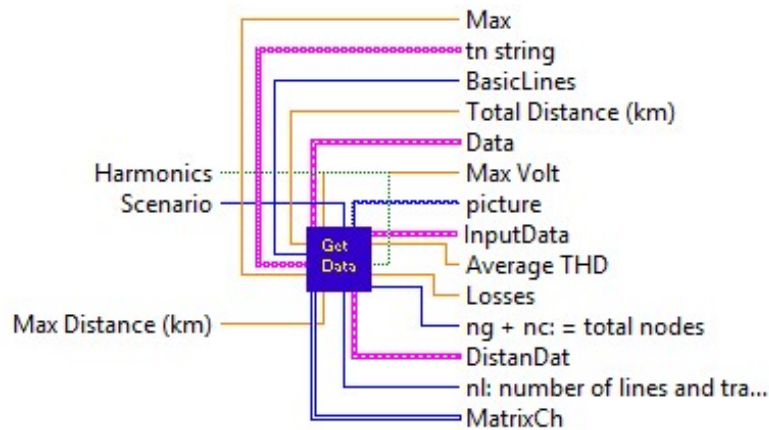 Max
tn string
BasicLines
Total Distance (km)
Data
Harmonics
Max Volt
Scenario
picture
InputData
Get
Data
Average THD
Losses
Max Distance (km)
ng + nc: = total nodes
DistanDat
nl: number of lines and tra...
MatrixCh